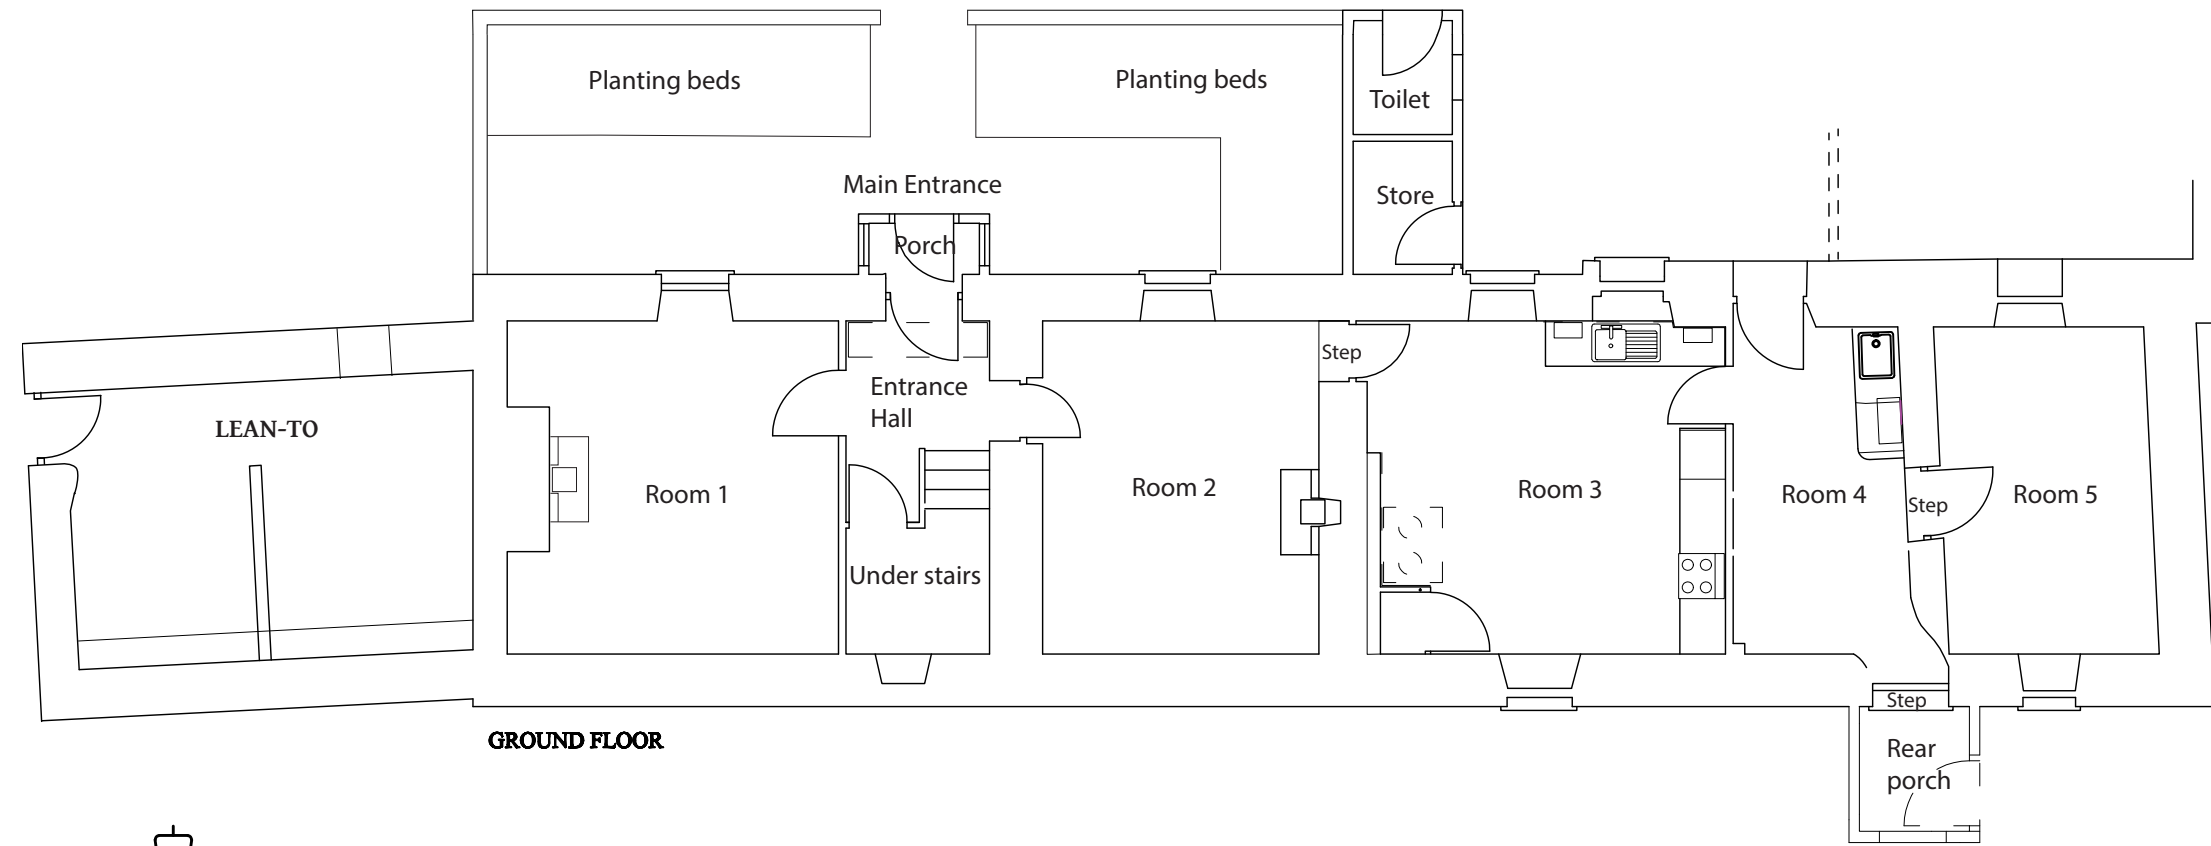 Planting beds
Planting beds
Toilet
Main Entrance
Store
Porch
Step
Entrance
Hall
LEAN-TO
Room 1
Room 2
Room 3
Room 4
Step
Room 5
Under stairs
Step
GROUND FLOOR
Rear
porch